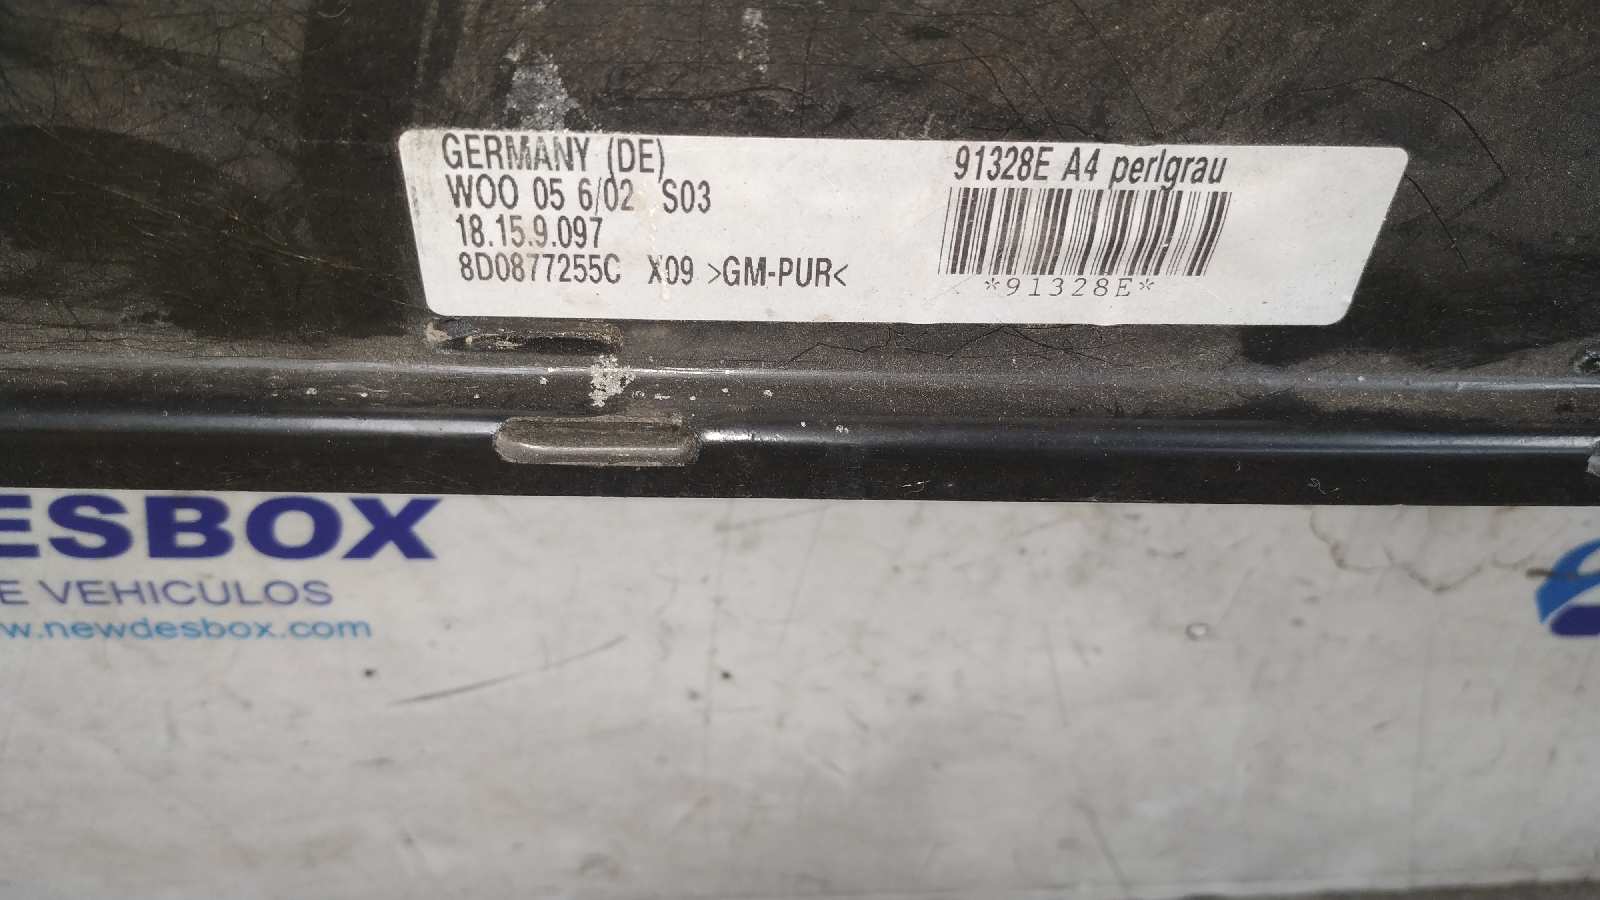 GERMANY (DE)
WOO 05 6/02 S03
18.15.9.097
8D0877255C X09 >GM-PUR<
91328E A4 perlgrau
*91328E*
ESBOX
E VEHICULOS
w.newdesbox.com